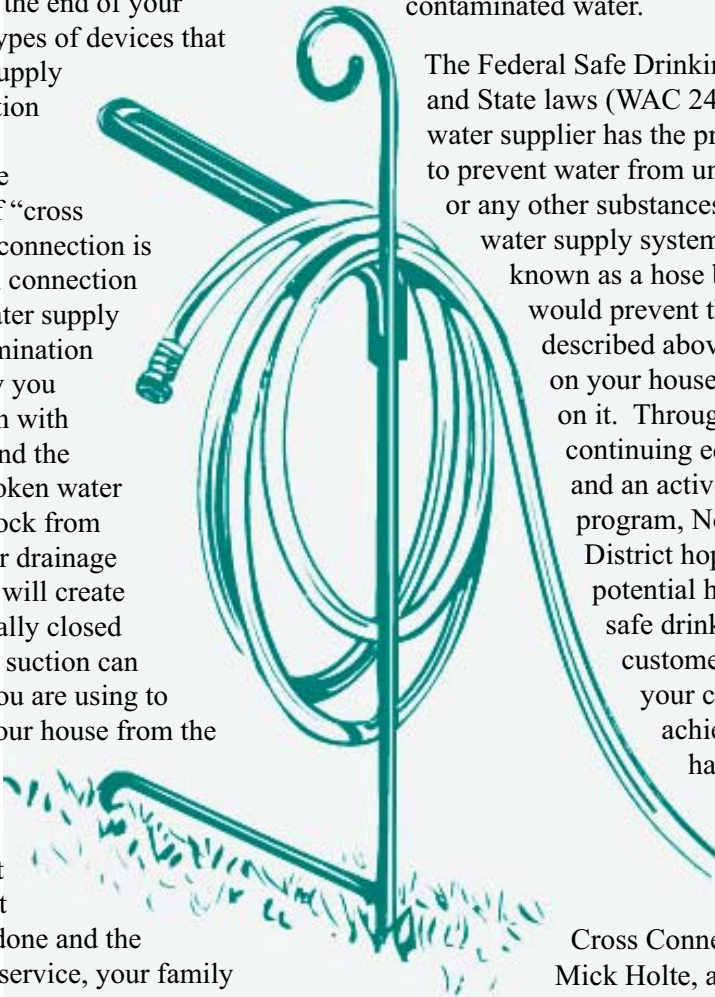 the end of your
ypes of devices that
upply
tion
e
f “cross
connection is
connection
ater supply
mination
y you
n with
nd the
oken water
ock from
r drainage
will create
ally closed
suction can
ou are using to
our house from the
t
t
done and the
service, your family
contaminated water.
The Federal Safe Drinkin
and State laws (WAC 24
water supplier has the pr
to prevent water from un
or any other substances
water supply system
known as a hose b
would prevent t
described abov
on your house
on it. Throug
continuing ec
and an activ
program, No
District hop
potential h
safe drink
custome
your c
achie
ha
Cross Conne
Mick Holte, a